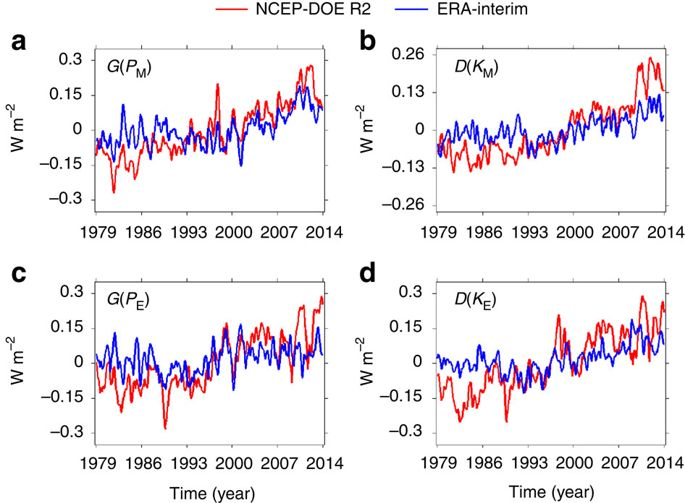 NCEP-DOE R2 ERA-interim
a b
G(PM) D(KM)
W m−2
0.3
0.15
0
−0.15
−0.3
W m−2
0.26
0.13
0
−0.13
−0.26
1979 1986 1993 2000 2007 2014
1979 1986 1993 2000 2007 2014
c d
G(PE) D(KE)
W m−2
0.3
0.15
0
−0.15
−0.3
W m−2
0.3
0.15
0
−0.15
−0.3
1979 1986 1993 2000 2007 2014
1979 1986 1993 2000 2007 2014
Time (year) Time (year)